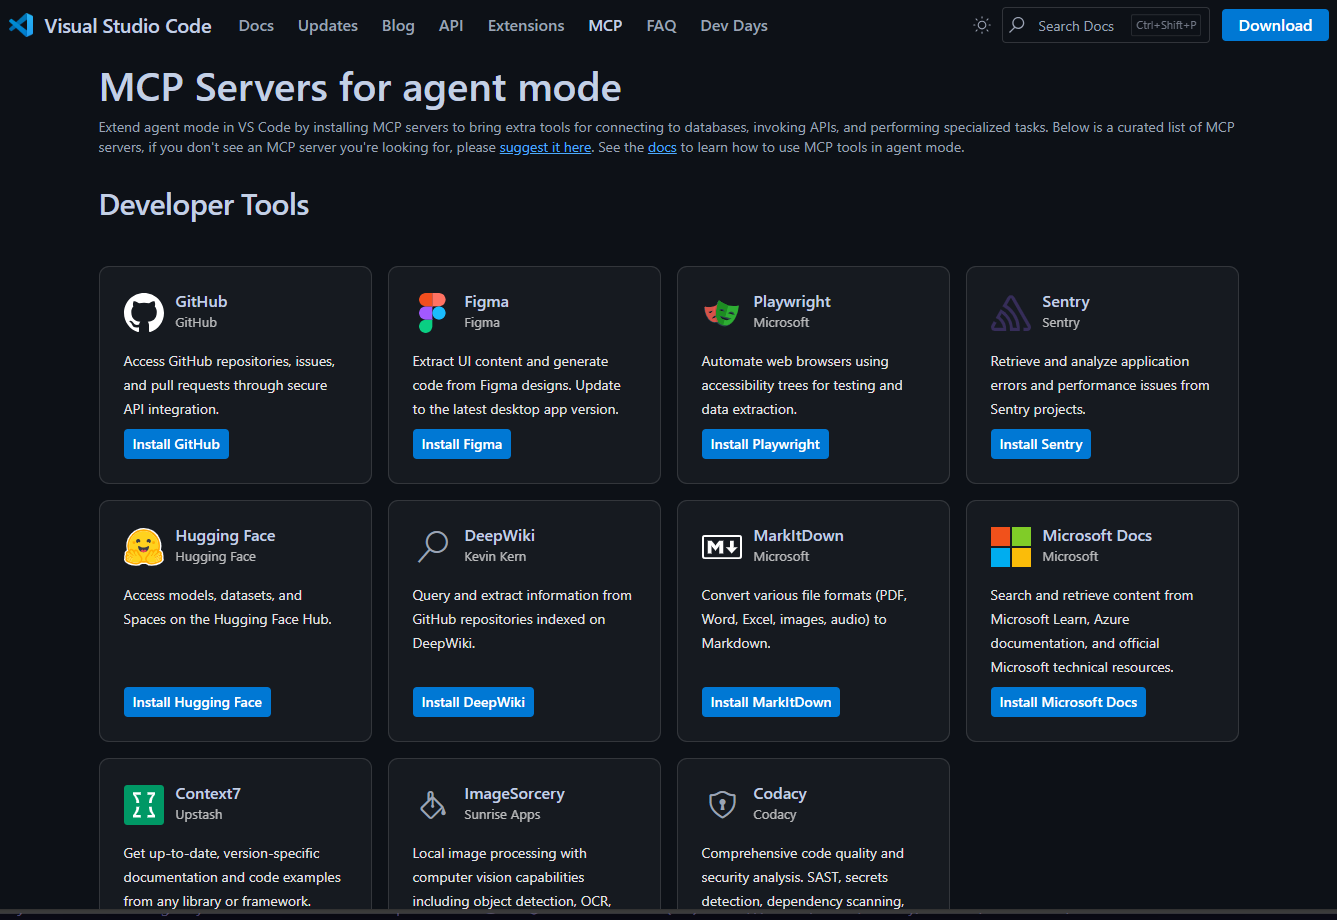 Visual Studio Code Docs Updates Blog API Extensions MCP FAQ Dev Days Search Docs Ctrl+Shift+P Download
MCP Servers for agent mode
Extend agent mode in VS Code by installing MCP servers to bring extra tools for connecting to databases, invoking APIs, and performing specialized tasks. Below is a curated list of MCP
servers, if you don't see an MCP server you're looking for, please suggest it here. See the docs to learn how to use MCP tools in agent mode.
Developer Tools
GitHub
GitHub
Access GitHub repositories, issues,
and pull requests through secure
API integration.
Install GitHub
Figma
Figma
Extract UI content and generate
code from Figma designs. Update
to the latest desktop app version.
Install Figma
Playwright
Microsoft
Automate web browsers using
accessibility trees for testing and
data extraction.
Install Playwright
Sentry
Sentry
Retrieve and analyze application
errors and performance issues from
Sentry projects.
Install Sentry
Hugging Face
Hugging Face
Access models, datasets, and
Spaces on the Hugging Face Hub.
Install Hugging Face
DeepWiki
Kevin Kern
Query and extract information from
GitHub repositories indexed on
DeepWiki.
Install DeepWiki
M
MarkItDown
Microsoft
Convert various file formats (PDF,
Word, Excel, images, audio) to
Markdown.
Install MarkItDown
Microsoft Docs
Microsoft
Search and retrieve content from
Microsoft Learn, Azure
documentation, and official
Microsoft technical resources.
Install Microsoft Docs
Context7
Upstash
Get up-to-date, version-specific
documentation and code examples
from any library or framework.
ImageSorcery
Sunrise Apps
Local image processing with
computer vision capabilities
including object detection, OCR,
Codacy
Codacy
Comprehensive code quality and
security analysis. SAST, secrets
detection, dependency scanning,